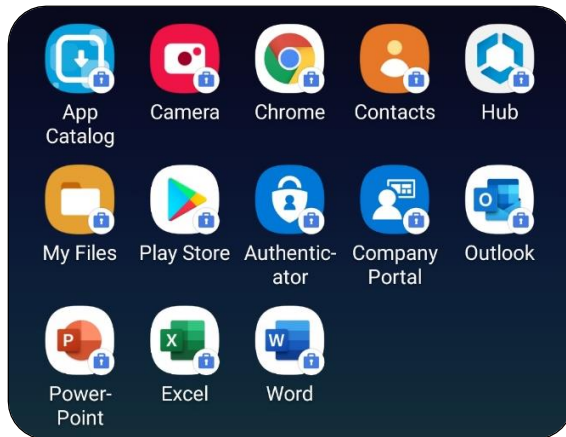 App Catalog
Camera
Chrome
Contacts
Hub
My Files
Play Store
Authentic-
ator
Company
Portal
Outlook
P
Power-
Point
X
Excel
W
Word